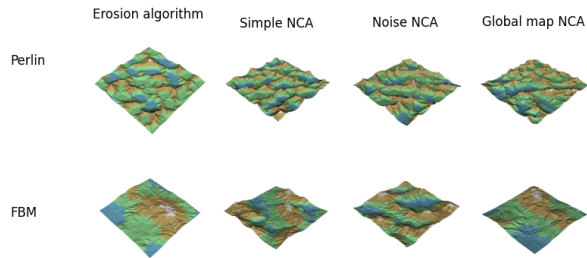 Erosion algorithm
Simple NCA
Noise NCA
Global map NCA
Perlin
FBM